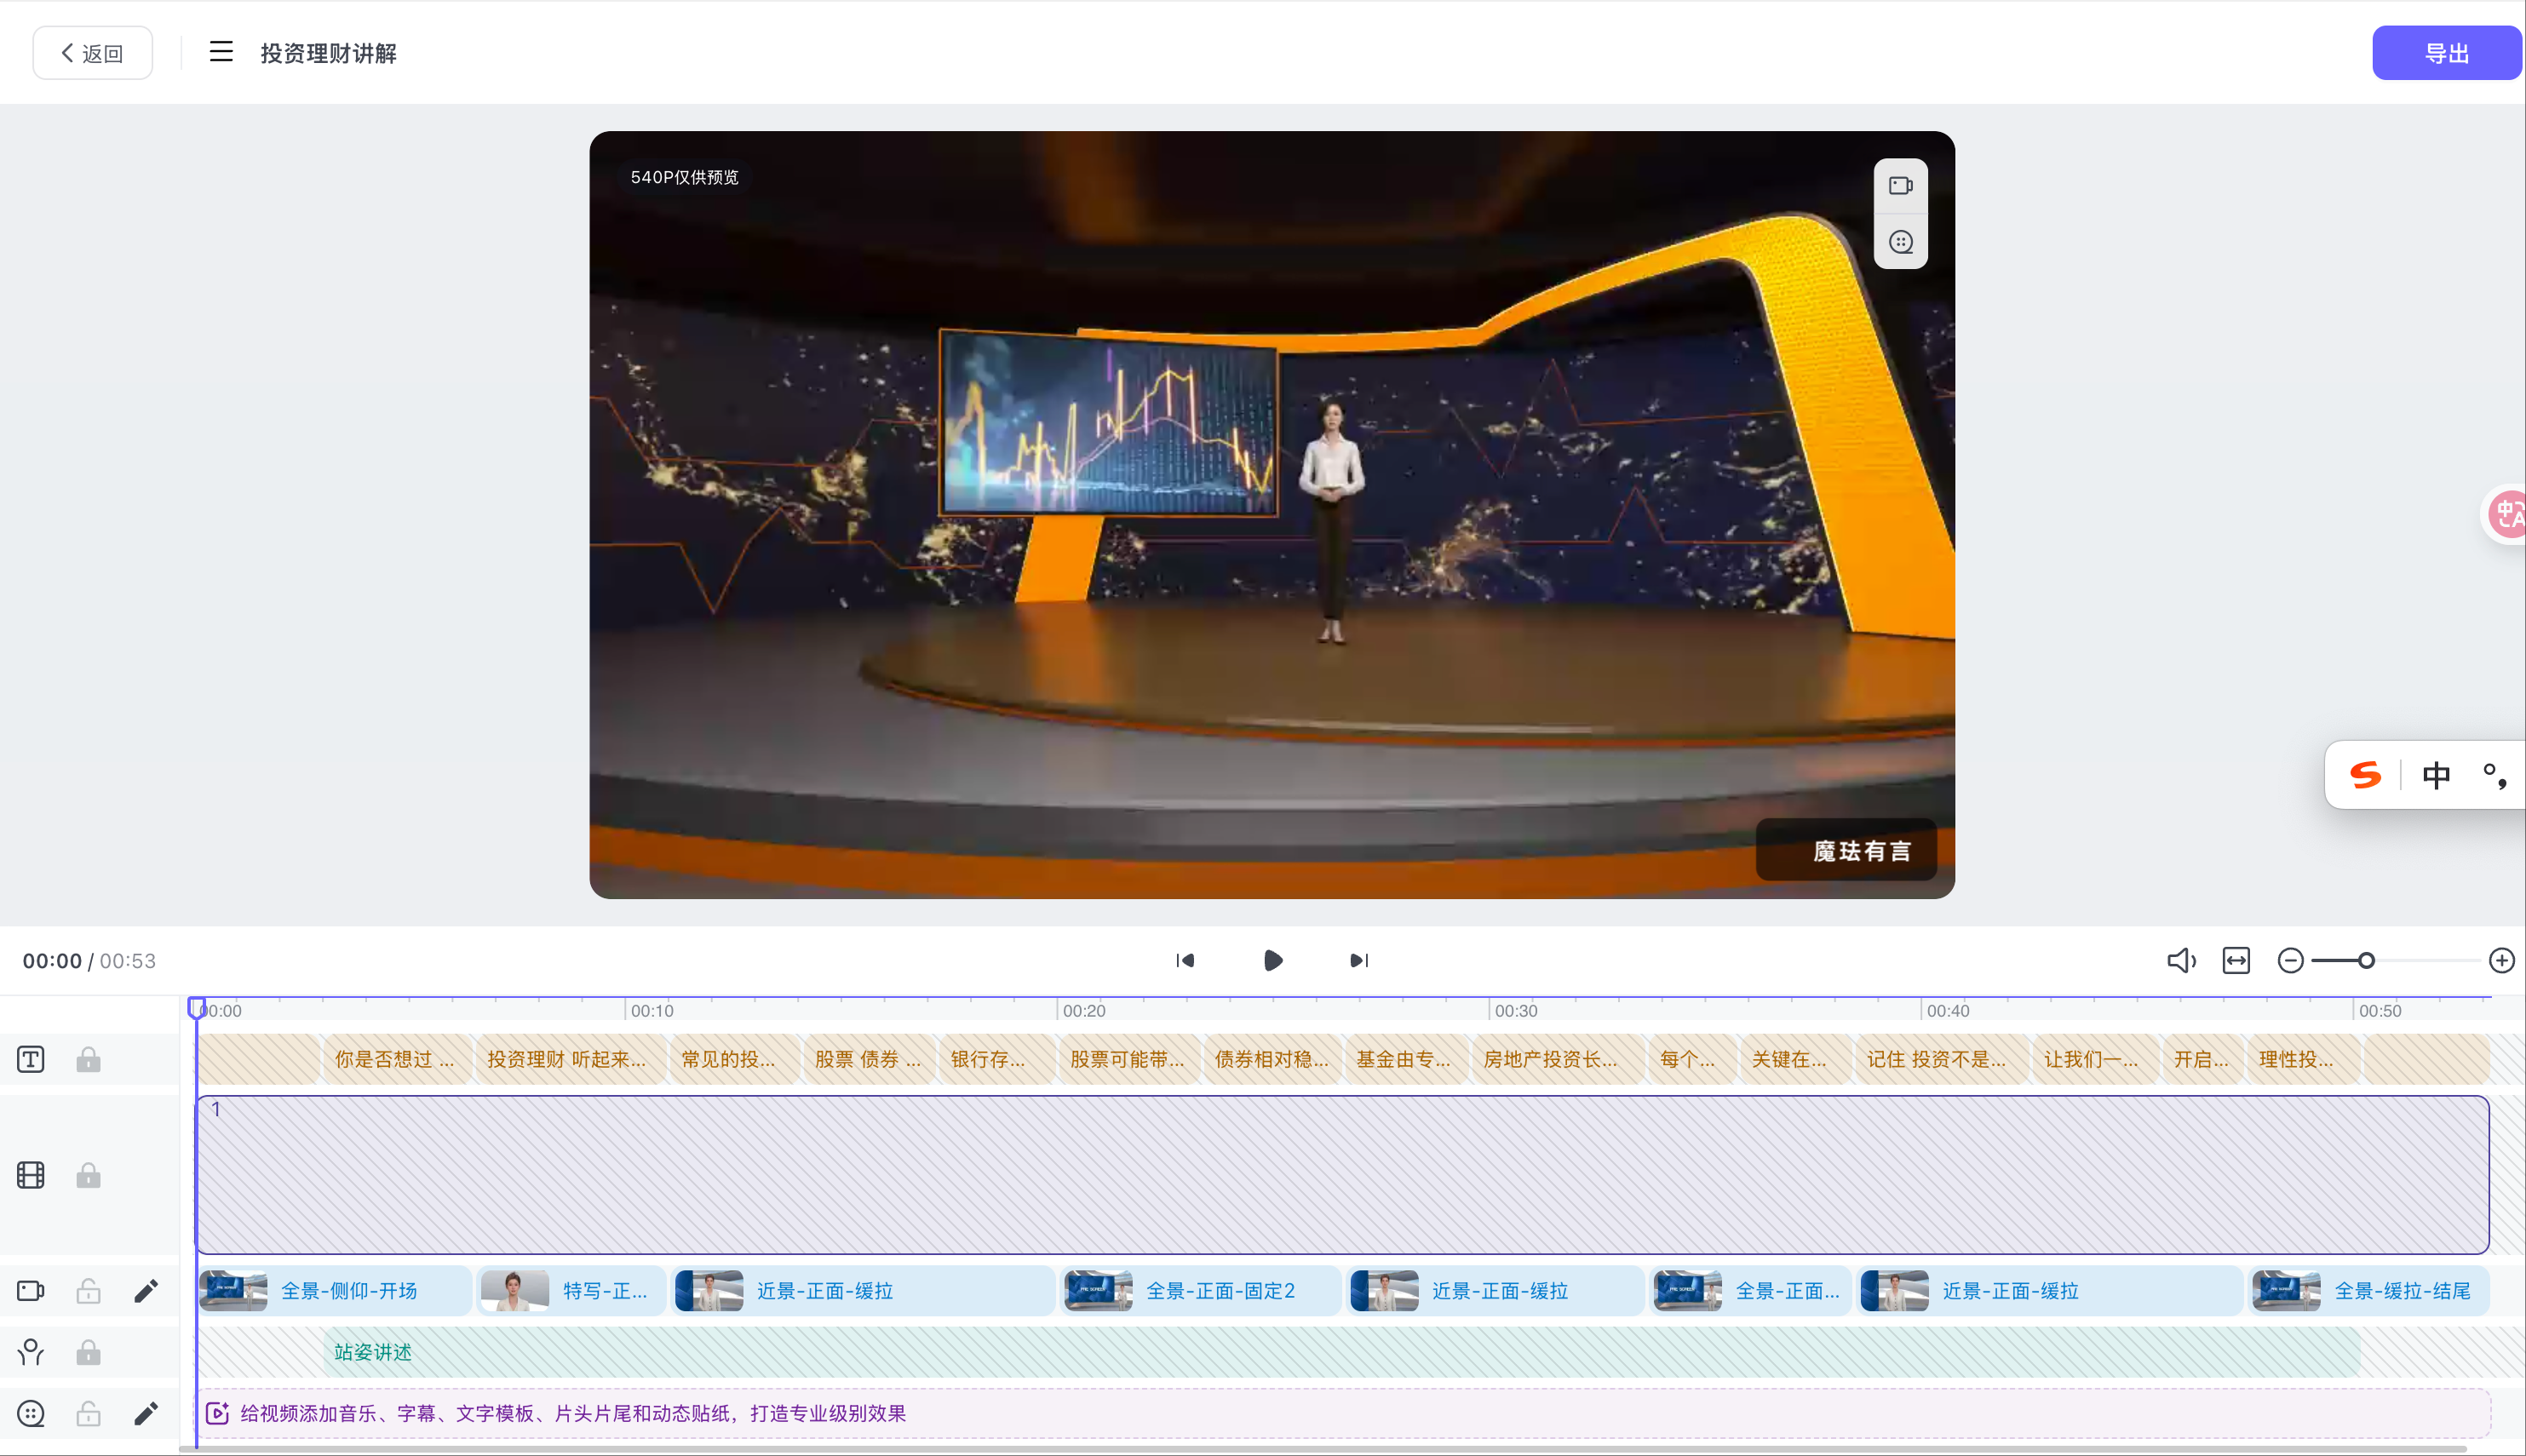 返回
投资理财讲解
导出
540P仅供预览
魔珐有言
中
00:00 / 00:53
00:00 00:10 00:20 00:30 00:40 00:50
你是否想过 ... 投资理财 听起来... 常见的投... 股票 债券 ... 银行存... 股票可能带... 债券相对稳... 基金由专... 房地产投资长... 每个... 关键在... 记住 投资不是... 让我们一... 开启... 理性投...
1
全景-侧仰-开场 特写-正... 近景-正面-缓拉 全景-正面-固定2 近景-正面-缓拉 全景-正面... 近景-正面-缓拉 全景-缓拉-结尾
站姿讲述
给视频添加音乐、字幕、文字模板、片头片尾和动态贴纸，打造专业级别效果